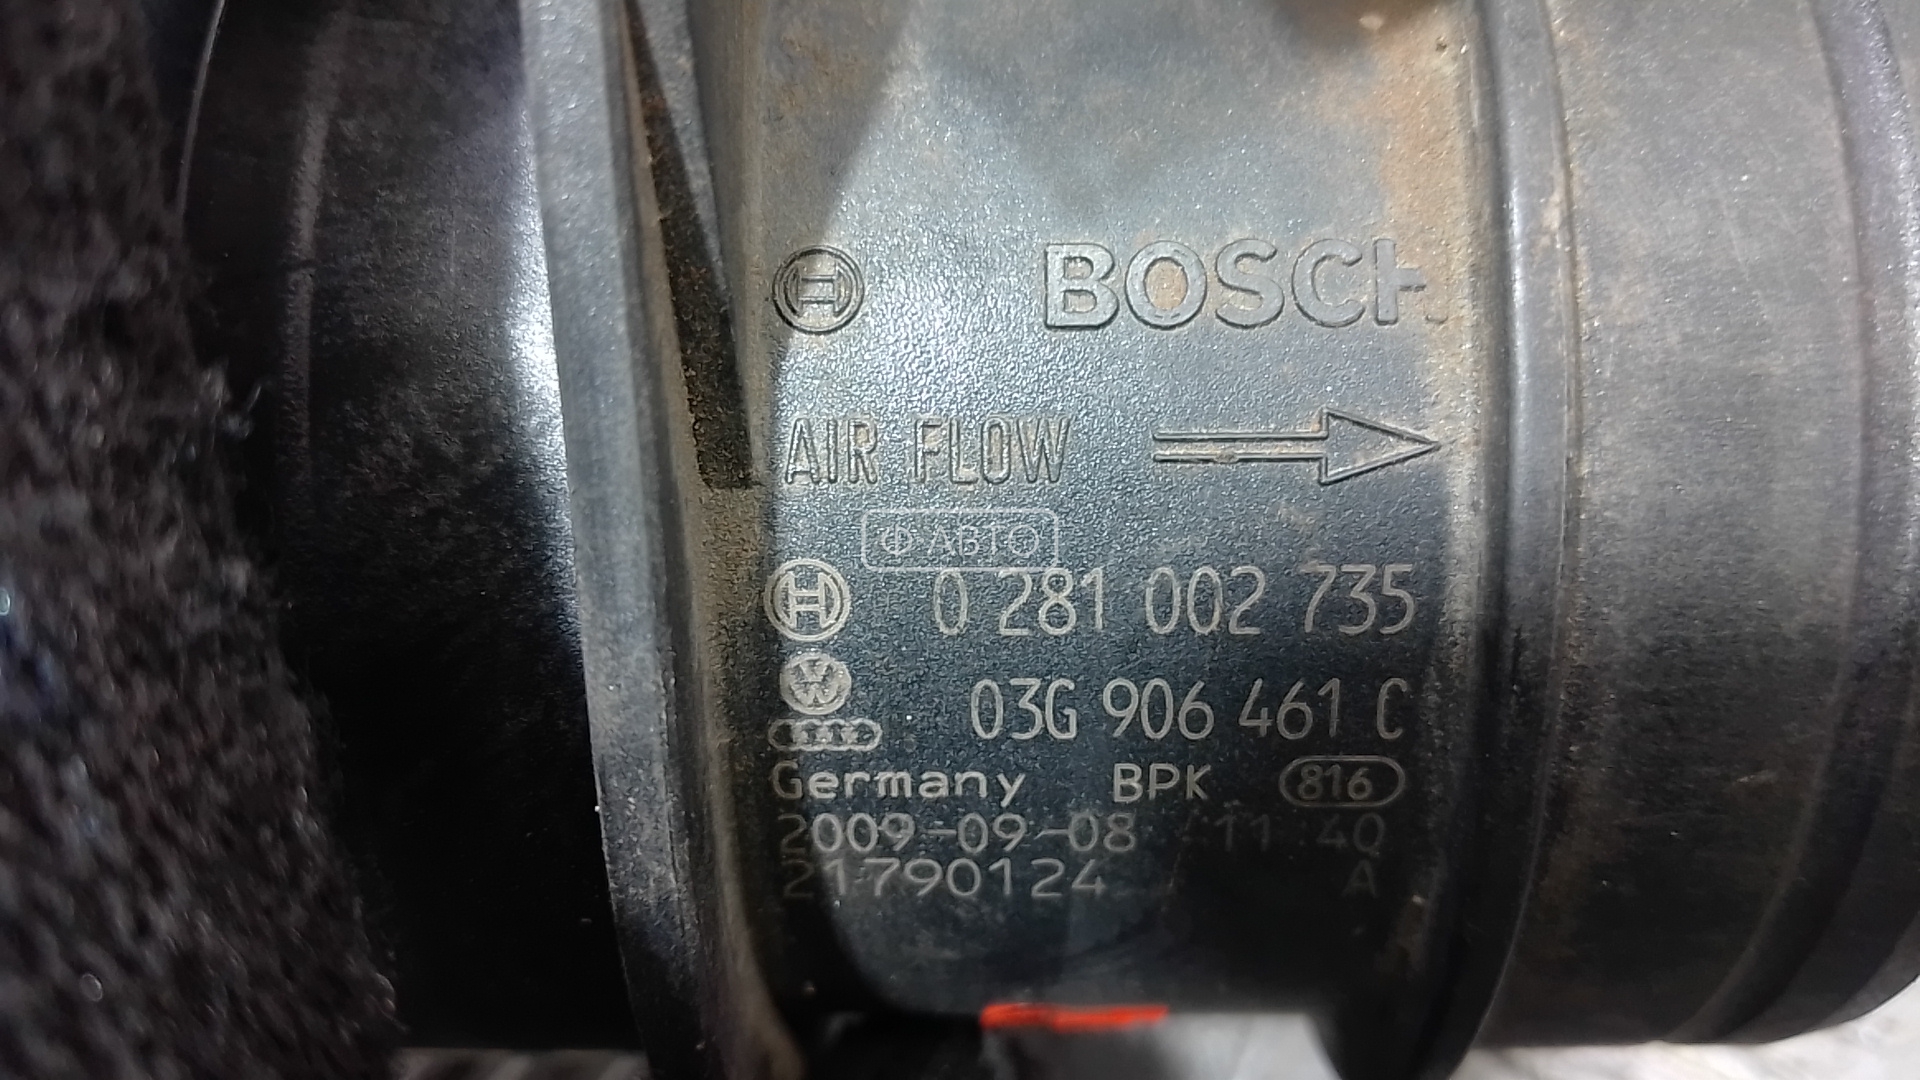 BOSCH
AIR FLOW
Ф АВТО
0 281 002 735
03G 906 461 C
Germany BPK 816
2009-09-08 11:40
21790124 A